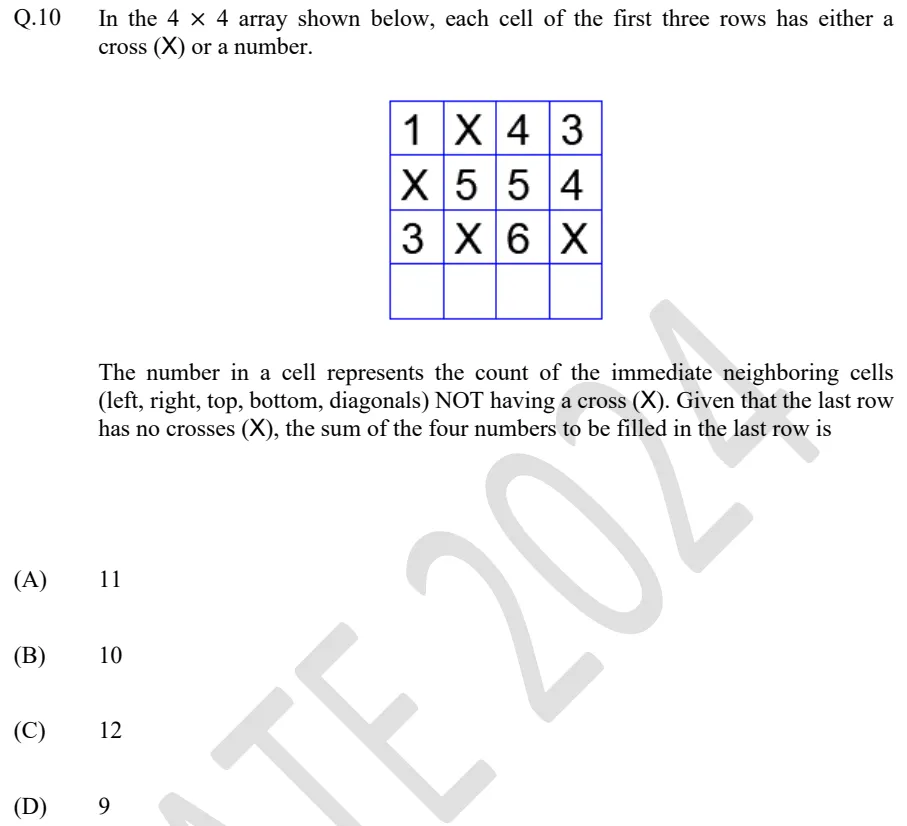 Q.10 In the 4 × 4 array shown below, each cell of the first three rows has either a
cross (X) or a number.
1 X 4 3
X 5 5 4
3 X 6 X
The number in a cell represents the count of the immediate neighboring cells
(left, right, top, bottom, diagonals) NOT having a cross (X). Given that the last row
has no crosses (X), the sum of the four numbers to be filled in the last row is
(A) 11
(B) 10
(C) 12
(D) 9
ATE 2024